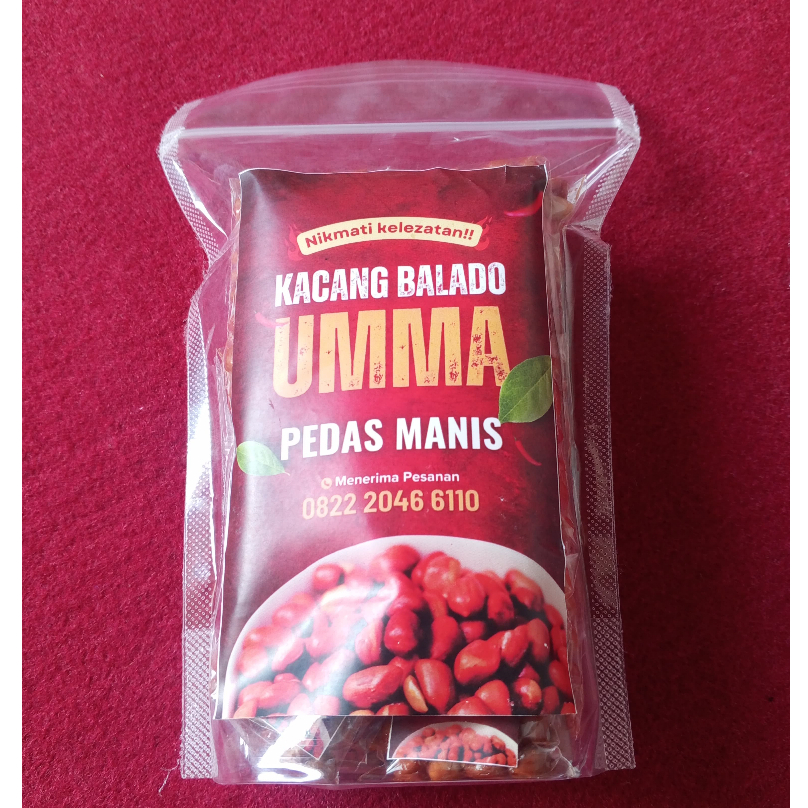 Nikmati kelezatan!!
KACANG BALADO
UMMA
PEDAS MANIS
Menerima Pesanan
0822 2046 6110